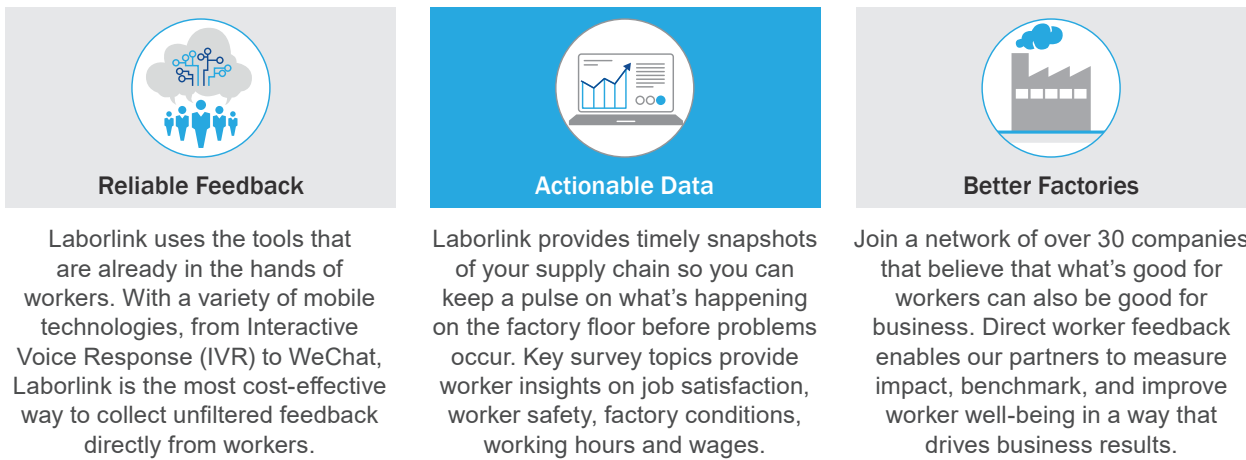 Reliable Feedback
Laborlink uses the tools that
are already in the hands of
workers. With a variety of mobile
technologies, from Interactive
Voice Response (IVR) to WeChat,
Laborlink is the most cost-effective
way to collect unfiltered feedback
directly from workers.
Actionable Data
Laborlink provides timely snapshots
of your supply chain so you can
keep a pulse on what’s happening
on the factory floor before problems
occur. Key survey topics provide
worker insights on job satisfaction,
worker safety, factory conditions,
working hours and wages.
Better Factories
Join a network of over 30 companies
that believe that what’s good for
workers can also be good for
business. Direct worker feedback
enables our partners to measure
impact, benchmark, and improve
worker well-being in a way that
drives business results.